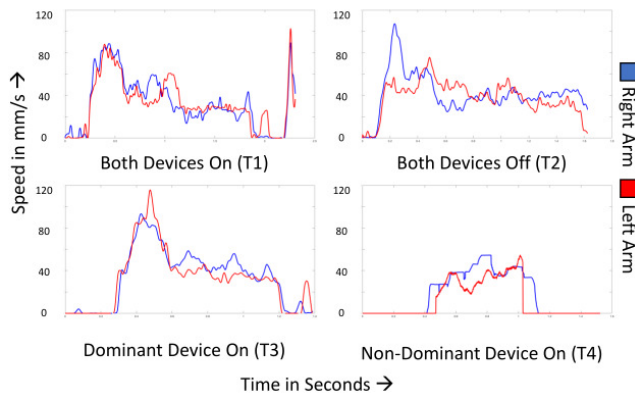 120
80
40
0
Both Devices On (T1)
120
80
40
0
Both Devices Off (T2)
120
80
40
0
Dominant Device On (T3)
120
80
40
0
Non-Dominant Device On (T4)
Speed in mm/s →
Time in Seconds →
Right Arm
Left Arm